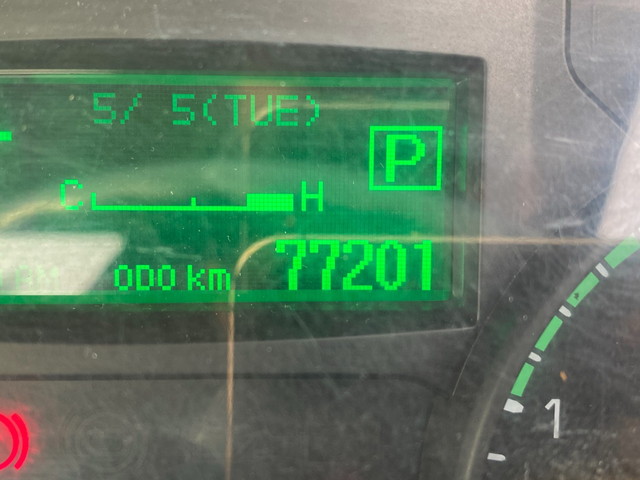 5/ 5(TUE)
P
C H
ODO km 77201
1